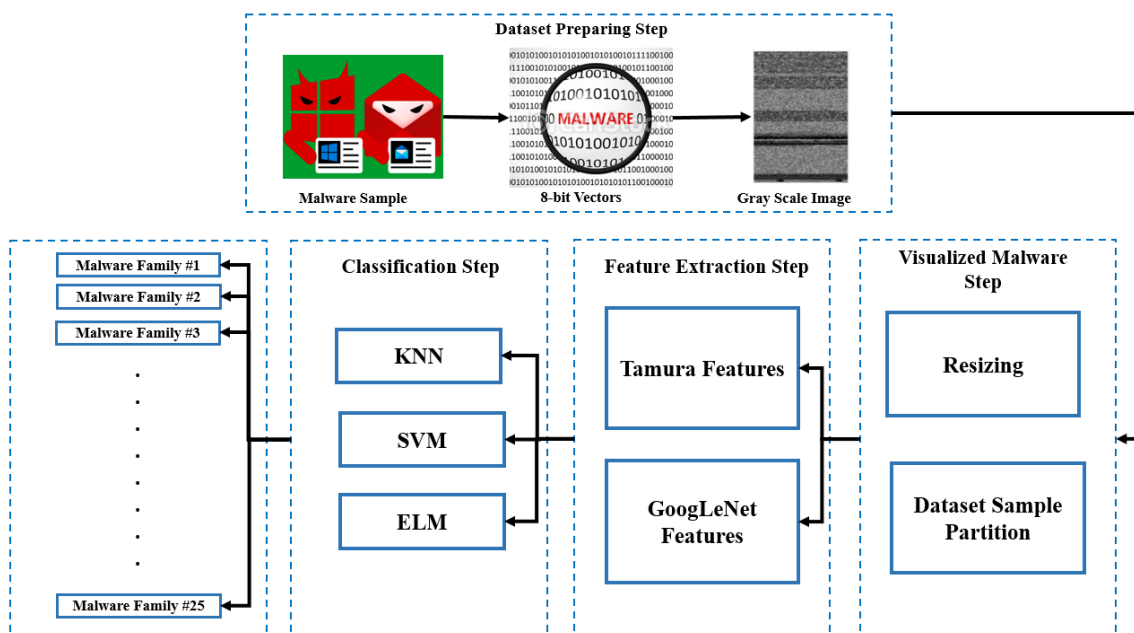 Dataset Preparing Step
MALWARE
Malware Sample
8-bit Vectors
Gray Scale Image
Visualized Malware
Step
Resizing
Dataset Sample
Partition
Feature Extraction Step
Tamura Features
GoogLeNet
Features
Classification Step
KNN
SVM
ELM
Malware Family #1
Malware Family #2
Malware Family #3
Malware Family #25